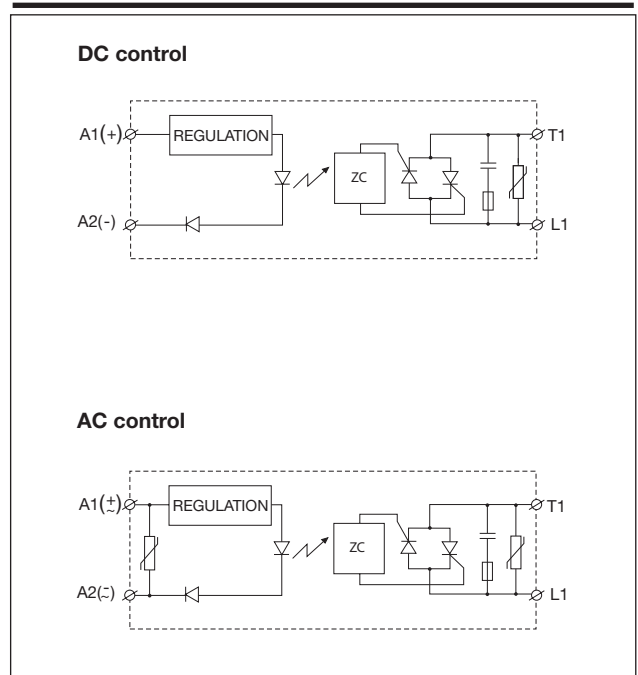 DC control
A1(+) REGULATION T1
ZC
A2(-) L1
AC control
A1(±~) REGULATION T1
ZC
A2(-~) L1